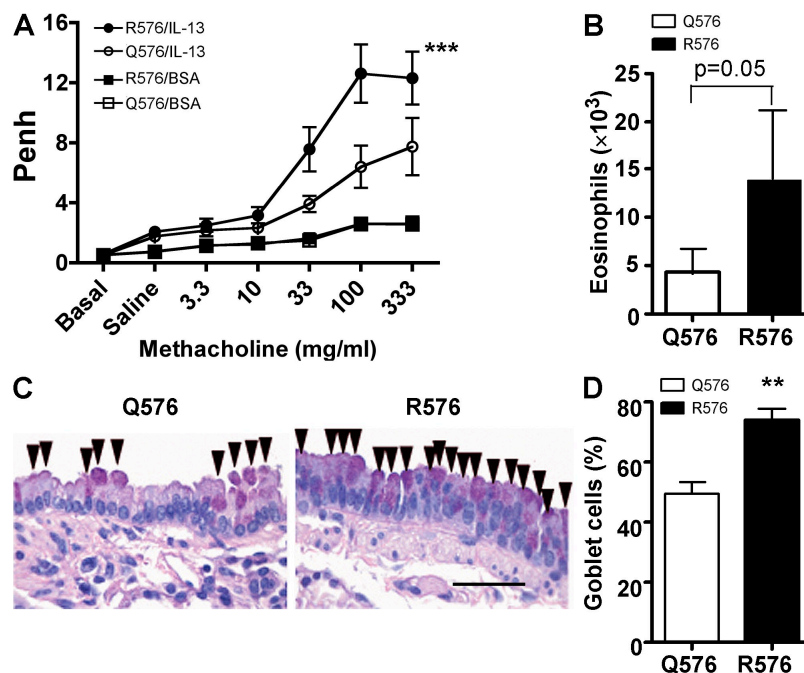 A
R576/IL-13
Q576/IL-13
R576/BSA
Q576/BSA
***
16
12
8
4
0
Penh
Basal
Saline
3.3
10
33
100
333
Methacholine (mg/ml)
B
Q576
R576
p=0.05
25
20
15
10
5
0
Eosinophils (×10³)
Q576
R576
C
Q576
R576
D
Q576
R576
**
80
60
40
20
0
Goblet cells (%)
Q576
R576